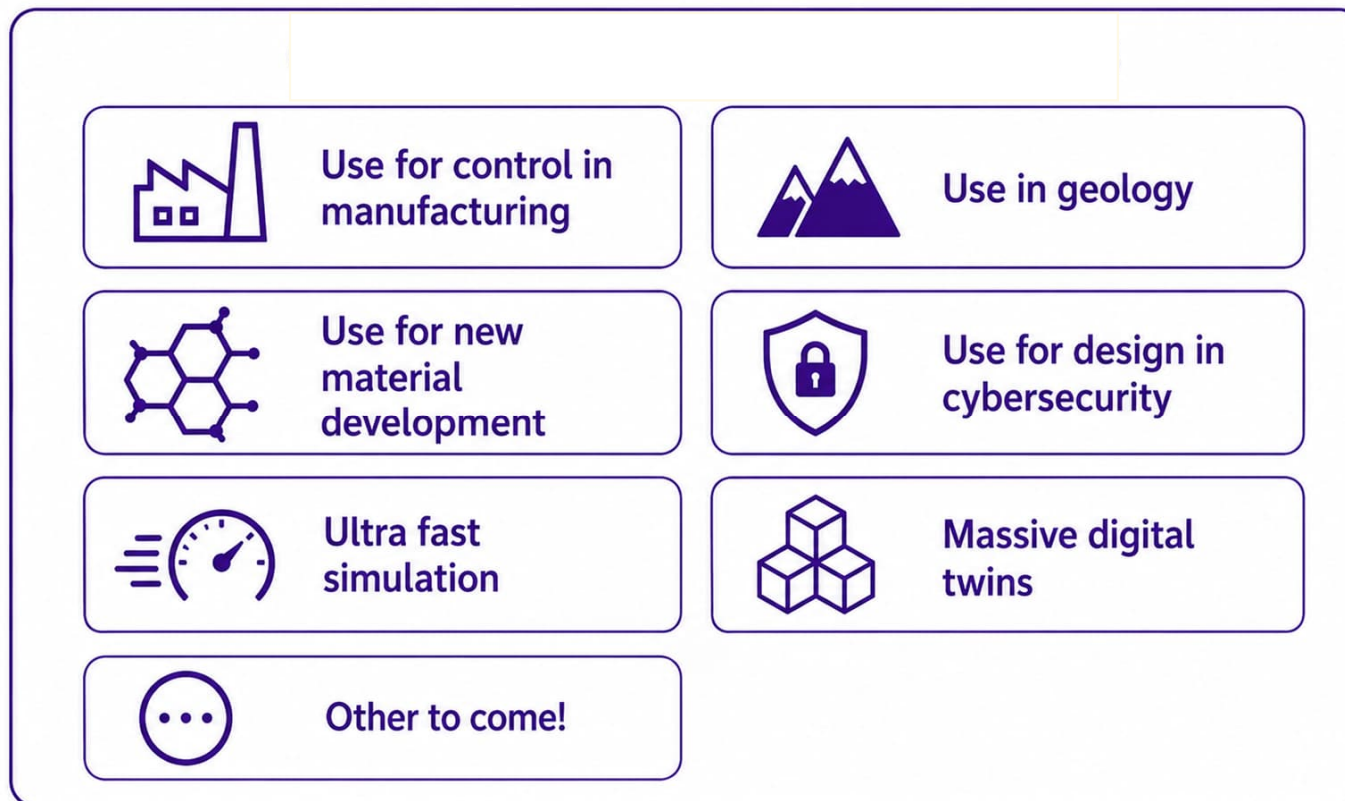 Use for control in
manufacturing
Use in geology
Use for new
material
development
Use for design in
cybersecurity
Ultra fast
simulation
Massive digital
twins
Other to come!